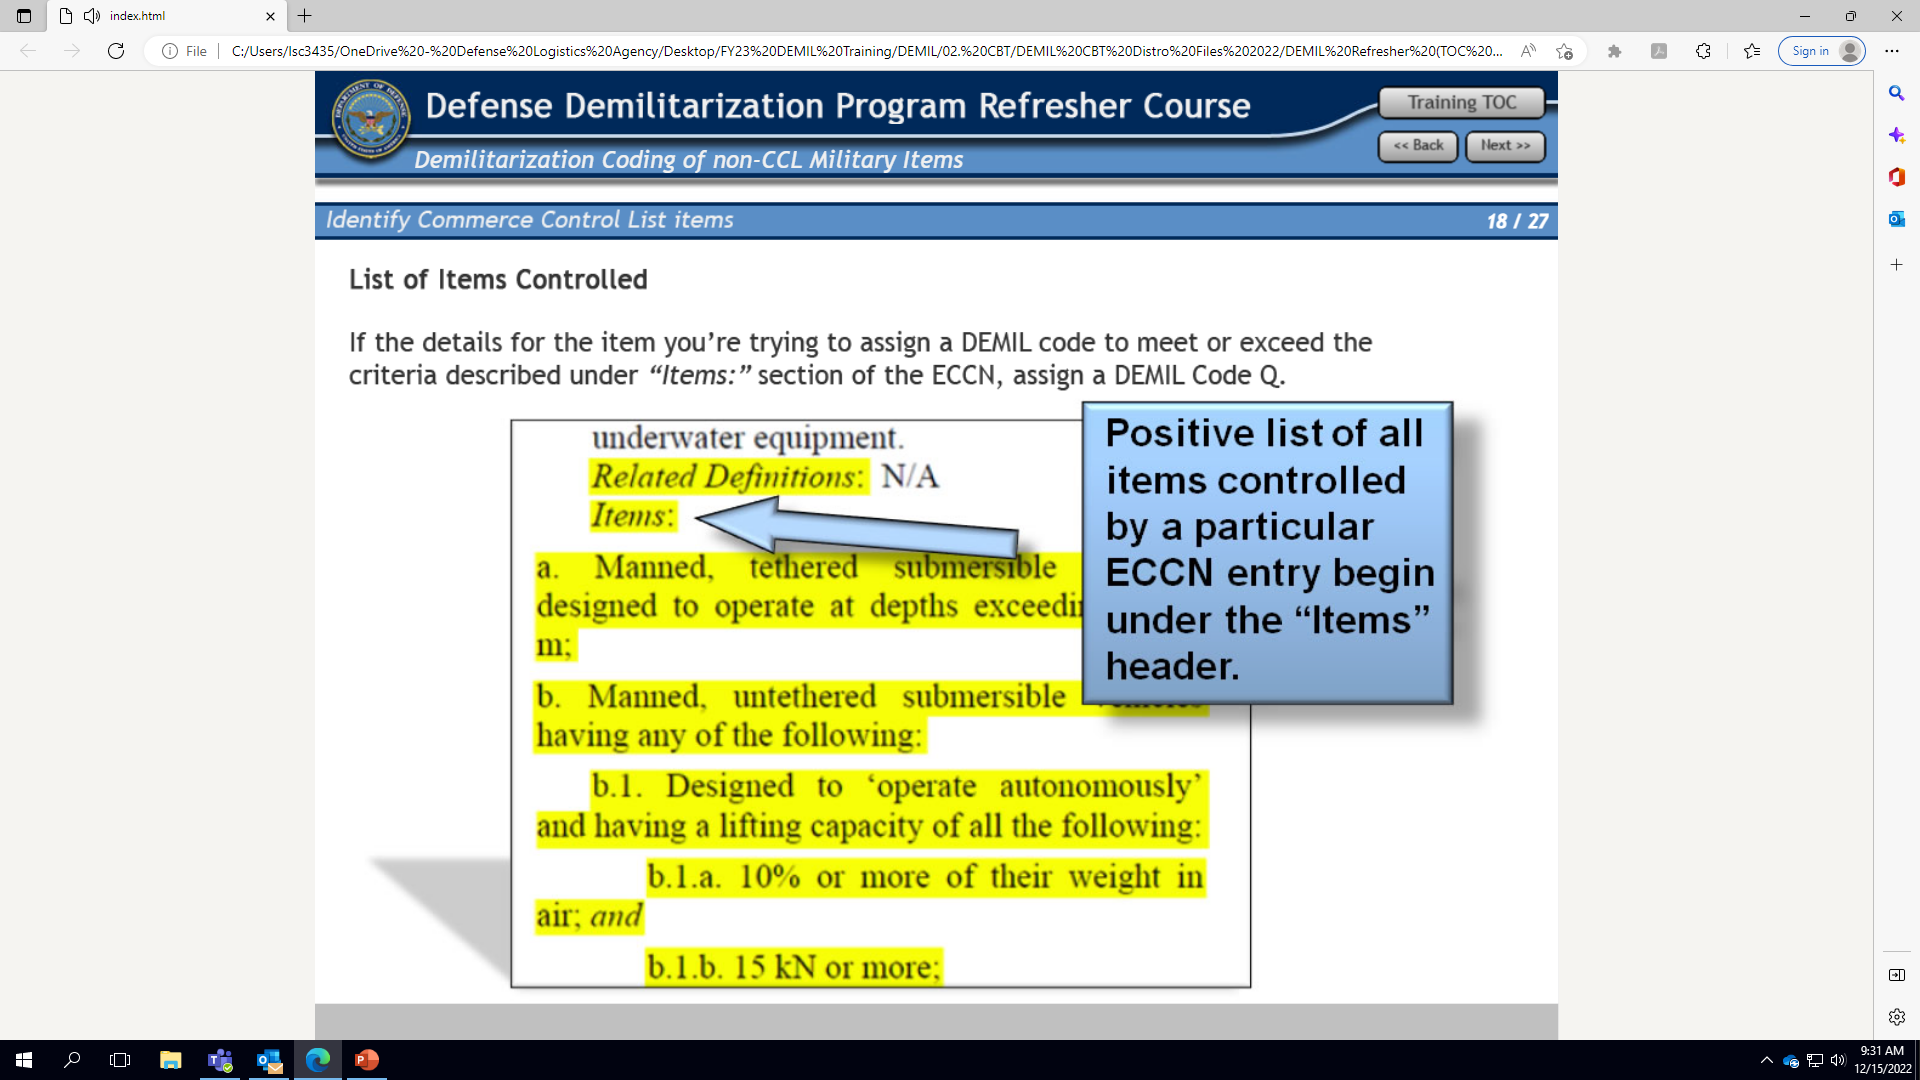 index.html
File
C:/Users/lsc3435/OneDrive%20-%20Defense%20Logistics%20Agency/Desktop/FY23%20DEMIL%20Training/DEMIL/02.%20CBT/DEMIL%20CBT%20Distro%20Files%202022/DEMIL%20Refresher%20(TOC%20...
Sign in
Defense Demilitarization Program Refresher Course
Training TOC
<< Back
Next >>
Demilitarization Coding of non-CCL Military Items
Identify Commerce Control List items
18 / 27
List of Items Controlled
If the details for the item you’re trying to assign a DEMIL code to meet or exceed the
criteria described under “Items:” section of the ECCN, assign a DEMIL Code Q.
underwater equipment.
Related Definitions: N/A
Items:
a. Manned, tethered submersible
designed to operate at depths
m;
b. Manned, untethered submersible
having any of the following:
b.1. Designed to ‘operate autonomously’
and having a lifting capacity of all the following:
b.1.a. 10% or more of their weight in
air; and
b.1.b. 15 kN or more;
Positive list of all
items controlled
by a particular
ECCN entry begin
under the “Items”
header.
9:31 AM
12/15/2022